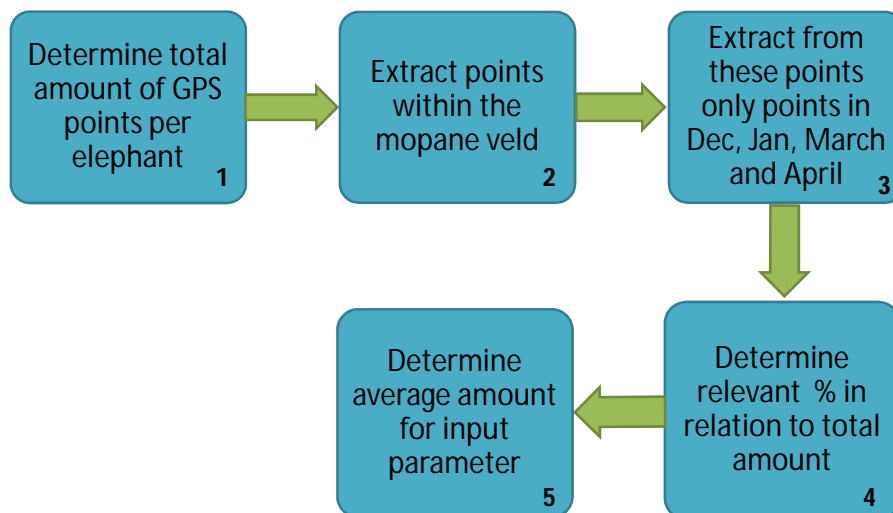 Determine total
amount of GPS
points per
elephant
1
Extract points
within the
mopane veld
2
Extract from
these points
only points in
Dec, Jan, March
and April
3
Determine
relevant % in
relation to total
amount
4
Determine
average amount
for input
parameter
5